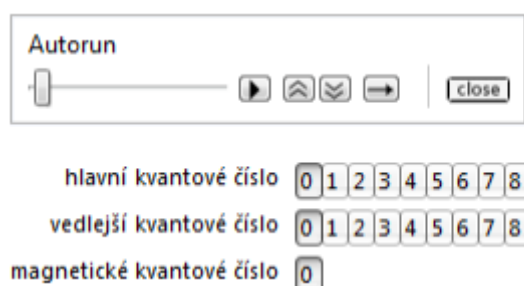 Autorun
close
hlavní kvantové číslo 0 1 2 3 4 5 6 7 8
vedlejší kvantové číslo 0 1 2 3 4 5 6 7 8
magnetické kvantové číslo 0